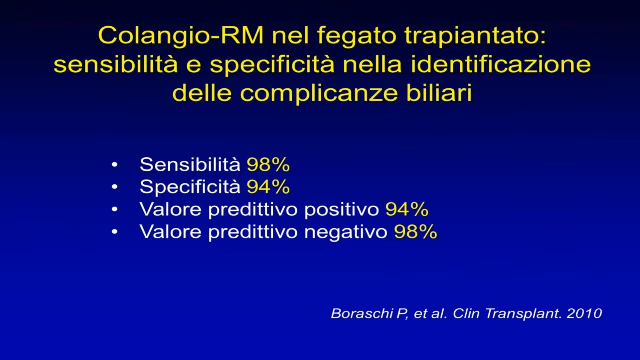 Colangio-RM nel fegato trapiantato:
sensibilità e specificità nella identificazione
delle complicanze biliari
• Sensibilità 98%
• Specificità 94%
• Valore predittivo positivo 94%
• Valore predittivo negativo 98%
Boraschi P, et al. Clin Transplant. 2010